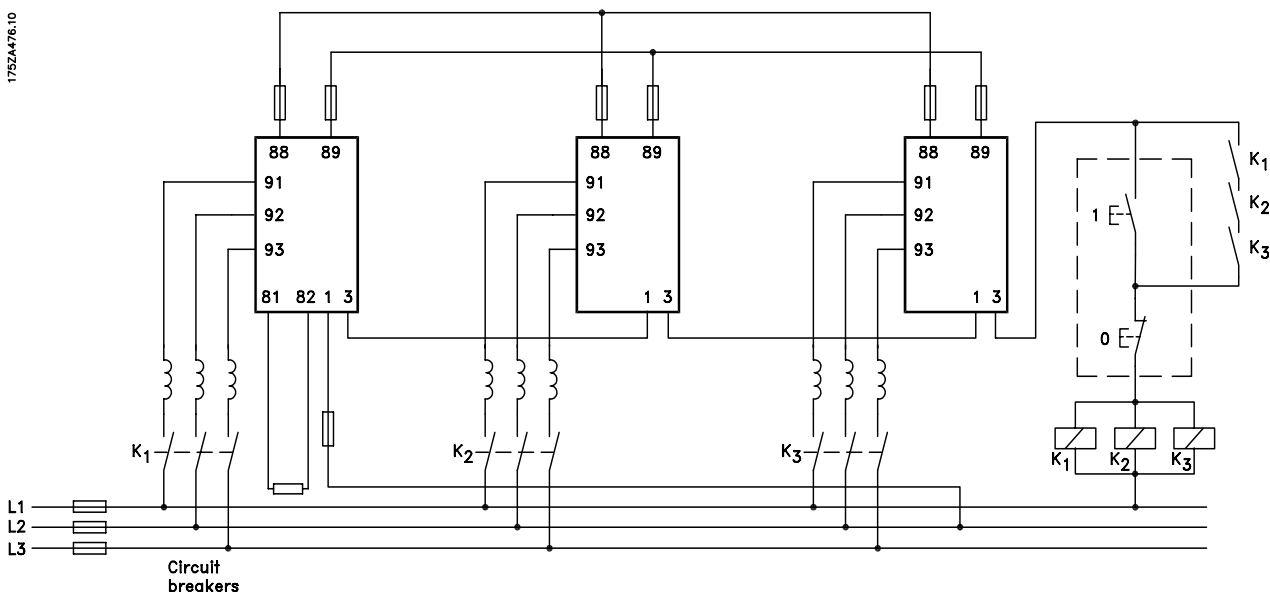 175ZA476.10
88 89 88 89 88 89
91 91 91 K1
92 92 92 1 K2
93 93 93 K3
81 82 1 3 1 3 1 3
0
K1 K2 K3 K1 K2 K3
L1
L2
L3
Circuit
breakers